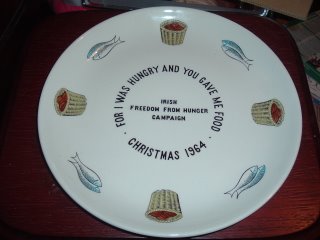 · FOR I WAS HUNGRY AND YOU GAVE ME FOOD ·
IRISH
FREEDOM FROM HUNGER
CAMPAIGN
CHRISTMAS 1964